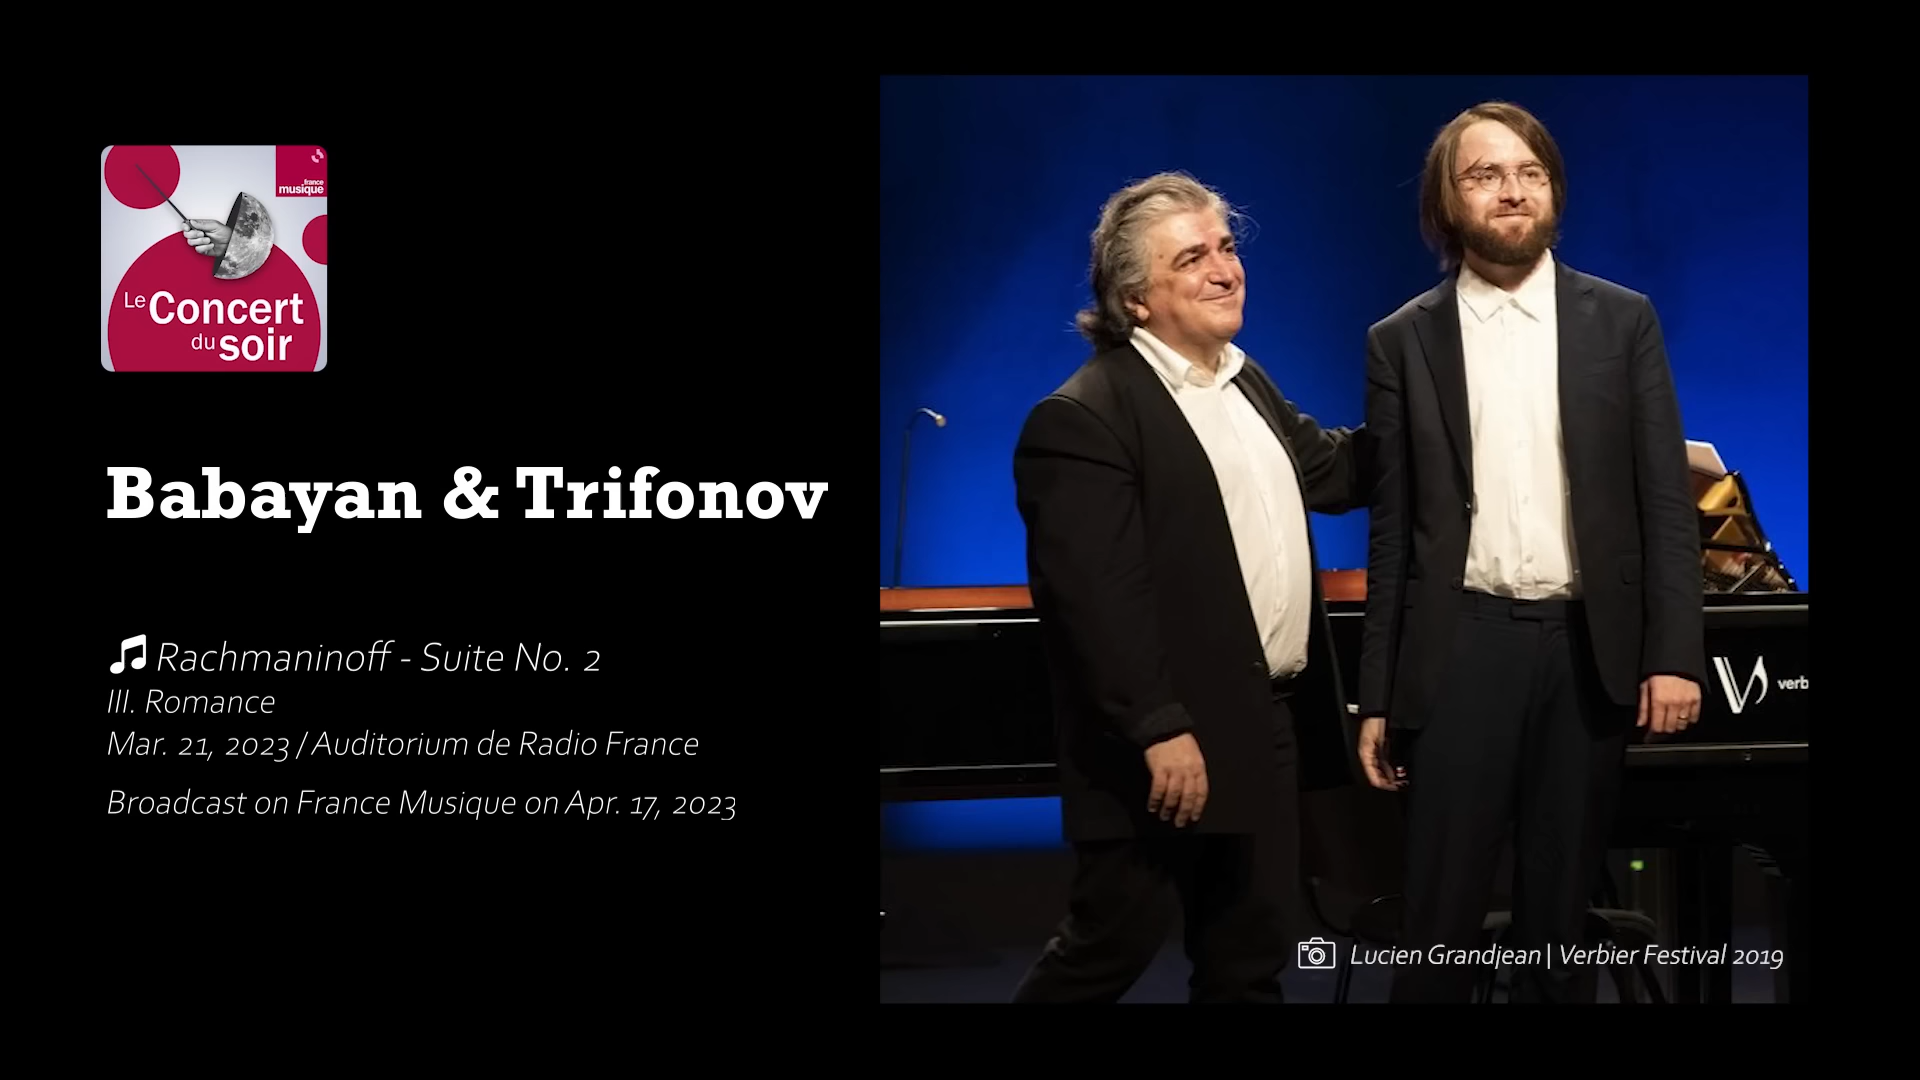 france
musique
Le Concert
du soir
Babayan & Trifonov
Rachmaninoff - Suite No. 2
III. Romance
Mar. 21, 2023 / Auditorium de Radio France
Broadcast on France Musique on Apr. 17, 2023
verb
Lucien Grandjean | Verbier Festival 2019